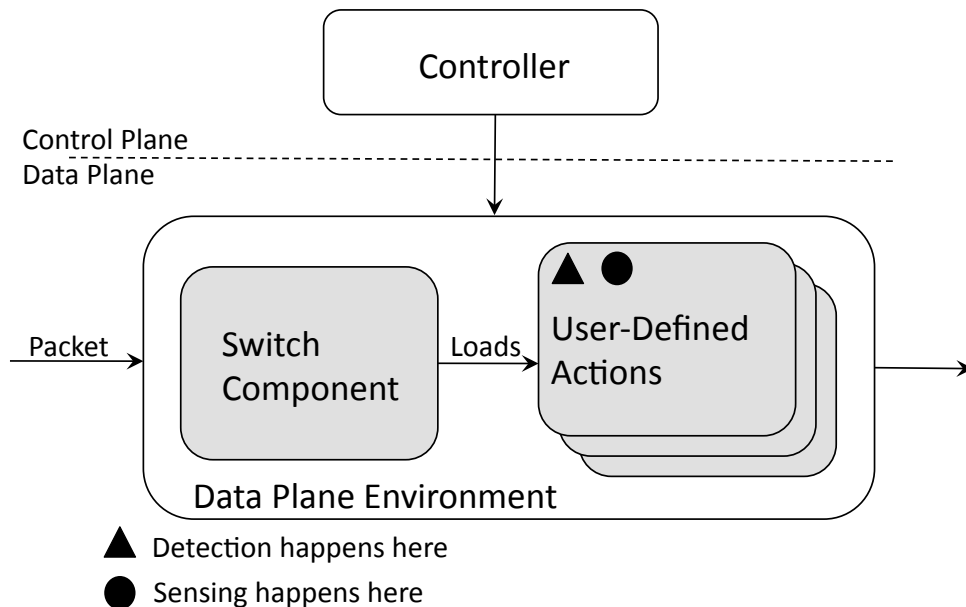 Controller
Control Plane
Data Plane
Packet
Switch
Component
Loads
User-Defined
Actions
Data Plane Environment
Detection happens here
Sensing happens here